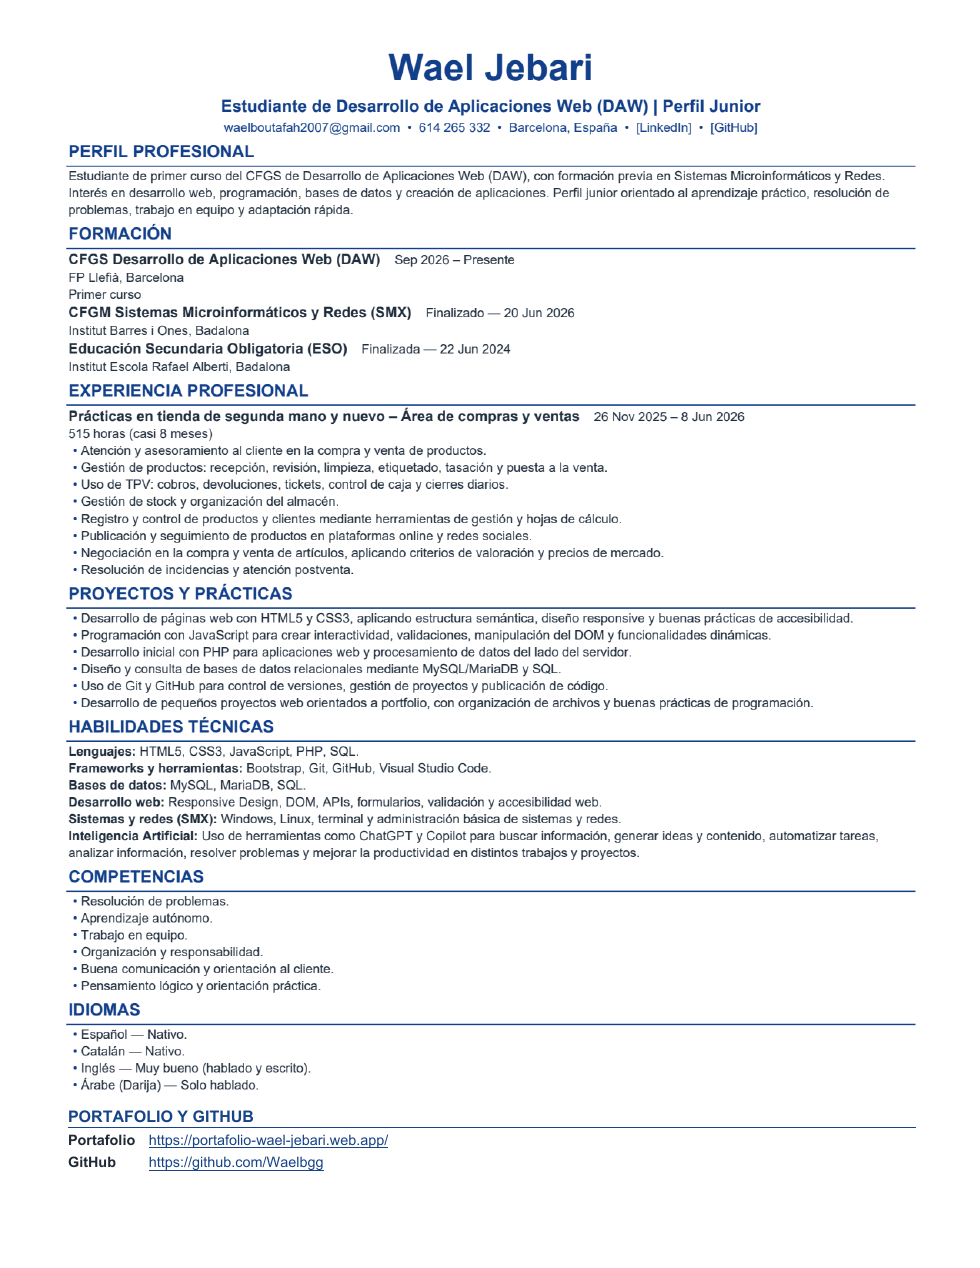 Wael Jebari
Estudiante de Desarrollo de Aplicaciones Web (DAW) | Perfil Junior
waelboutafah2007@gmail.com • 614 265 332 • Barcelona, España • [LinkedIn] • [GitHub]
PERFIL PROFESIONAL
Estudiante de primer curso del CFGS de Desarrollo de Aplicaciones Web (DAW), con formación previa en Sistemas Microinformáticos y Redes.
Interés en desarrollo web, programación, bases de datos y creación de aplicaciones. Perfil junior orientado al aprendizaje práctico, resolución de
problemas, trabajo en equipo y adaptación rápida.
FORMACIÓN
CFGS Desarrollo de Aplicaciones Web (DAW) Sep 2026 – Presente
FP Llefià, Barcelona
Primer curso
CFGM Sistemas Microinformáticos y Redes (SMX) Finalizado — 20 Jun 2026
Institut Barres i Ones, Badalona
Educación Secundaria Obligatoria (ESO) Finalizada — 22 Jun 2024
Institut Escola Rafael Alberti, Badalona
EXPERIENCIA PROFESIONAL
Prácticas en tienda de segunda mano y nuevo – Área de compras y ventas 26 Nov 2025 – 8 Jun 2026
515 horas (casi 8 meses)
• Atención y asesoramiento al cliente en la compra y venta de productos.
• Gestión de productos: recepción, revisión, limpieza, etiquetado, tasación y puesta a la venta.
• Uso de TPV: cobros, devoluciones, tickets, control de caja y cierres diarios.
• Gestión de stock y organización del almacén.
• Registro y control de productos y clientes mediante herramientas de gestión y hojas de cálculo.
• Publicación y seguimiento de productos en plataformas online y redes sociales.
• Negociación en la compra y venta de artículos, aplicando criterios de valoración y precios de mercado.
• Resolución de incidencias y atención postventa.
PROYECTOS Y PRÁCTICAS
• Desarrollo de páginas web con HTML5 y CSS3, aplicando estructura semántica, diseño responsive y buenas prácticas de accesibilidad.
• Programación con JavaScript para crear interactividad, validaciones, manipulación del DOM y funcionalidades dinámicas.
• Desarrollo inicial con PHP para aplicaciones web y procesamiento de datos del lado del servidor.
• Diseño y consulta de bases de datos relacionales mediante MySQL/MariaDB y SQL.
• Uso de Git y GitHub para control de versiones, gestión de proyectos y publicación de código.
• Desarrollo de pequeños proyectos web orientados a portfolio, con organización de archivos y buenas prácticas de programación.
HABILIDADES TÉCNICAS
Lenguajes: HTML5, CSS3, JavaScript, PHP, SQL.
Frameworks y herramientas: Bootstrap, Git, GitHub, Visual Studio Code.
Bases de datos: MySQL, MariaDB, SQL.
Desarrollo web: Responsive Design, DOM, APIs, formularios, validación y accesibilidad web.
Sistemas y redes (SMX): Windows, Linux, terminal y administración básica de sistemas y redes.
Inteligencia Artificial: Uso de herramientas como ChatGPT y Copilot para buscar información, generar ideas y contenido, automatizar tareas,
analizar información, resolver problemas y mejorar la productividad en distintos trabajos y proyectos.
COMPETENCIAS
• Resolución de problemas.
• Aprendizaje autónomo.
• Trabajo en equipo.
• Organización y responsabilidad.
• Buena comunicación y orientación al cliente.
• Pensamiento lógico y orientación práctica.
IDIOMAS
• Español — Nativo.
• Catalán — Nativo.
• Inglés — Muy bueno (hablado y escrito).
• Árabe (Darija) — Solo hablado.
PORTAFOLIO Y GITHUB
Portafolio https://portafolio-wael-jebari.web.app/
GitHub https://github.com/Waelbgg